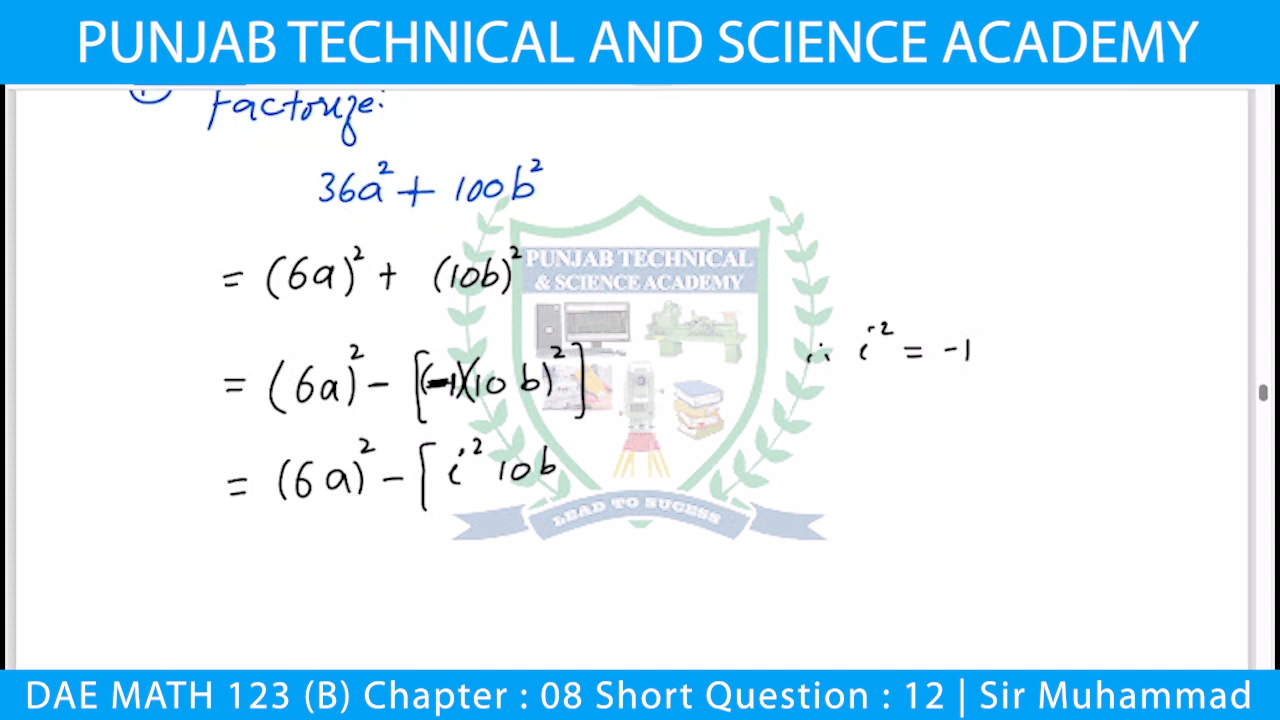 PUNJAB TECHNICAL AND SCIENCE ACADEMY
Factorize:
36a² + 100b²
= (6a)² + (10b)²
PUNJAB TECHNICAL
& SCIENCE ACADEMY
= (6a)² - [(-1)(10b)²]
∴ i² = -1
= (6a)² - [i² 10b
LEAD TO SUCESS
DAE MATH 123 (B) Chapter : 08 Short Question : 12 | Sir Muhammad